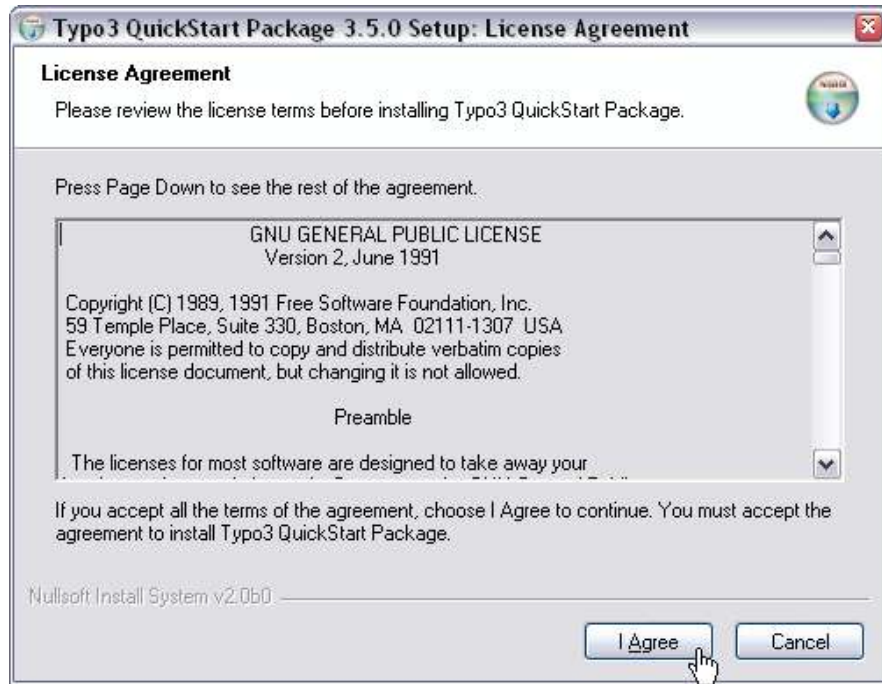 Typo3 QuickStart Package 3.5.0 Setup: License Agreement
License Agreement
Please review the license terms before installing Typo3 QuickStart Package.
Press Page Down to see the rest of the agreement.
GNU GENERAL PUBLIC LICENSE
Version 2, June 1991
Copyright (C) 1989, 1991 Free Software Foundation, Inc.
59 Temple Place, Suite 330, Boston, MA 02111-1307 USA
Everyone is permitted to copy and distribute verbatim copies
of this license document, but changing it is not allowed.
Preamble
The licenses for most software are designed to take away your
If you accept all the terms of the agreement, choose I Agree to continue. You must accept the
agreement to install Typo3 QuickStart Package.
Nullsoft Install System v2.0b0
I Agree
Cancel